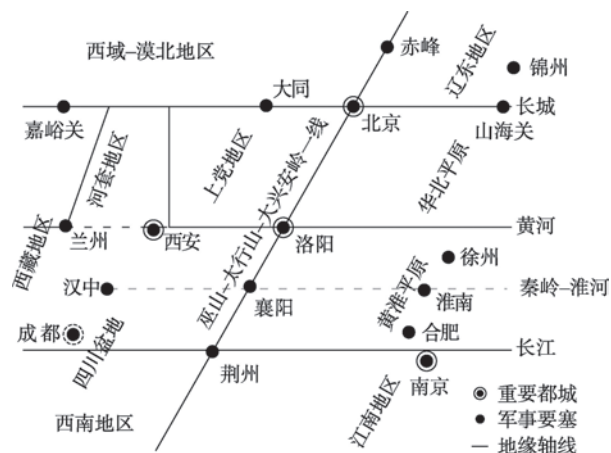 西域–漠北地区
赤峰
辽东地区
锦州
大同
北京
长城
嘉峪关
山海关
河套地区
上党地区
巫山–太行山–大兴安岭一线
华北平原
西藏地区
兰州
西安
洛阳
黄河
徐州
汉中
襄阳
黄淮平原
淮南
秦岭–淮河
成都
四川盆地
合肥
长江
荆州
南京
西南地区
江南地区
重要都城
军事要塞
地缘轴线